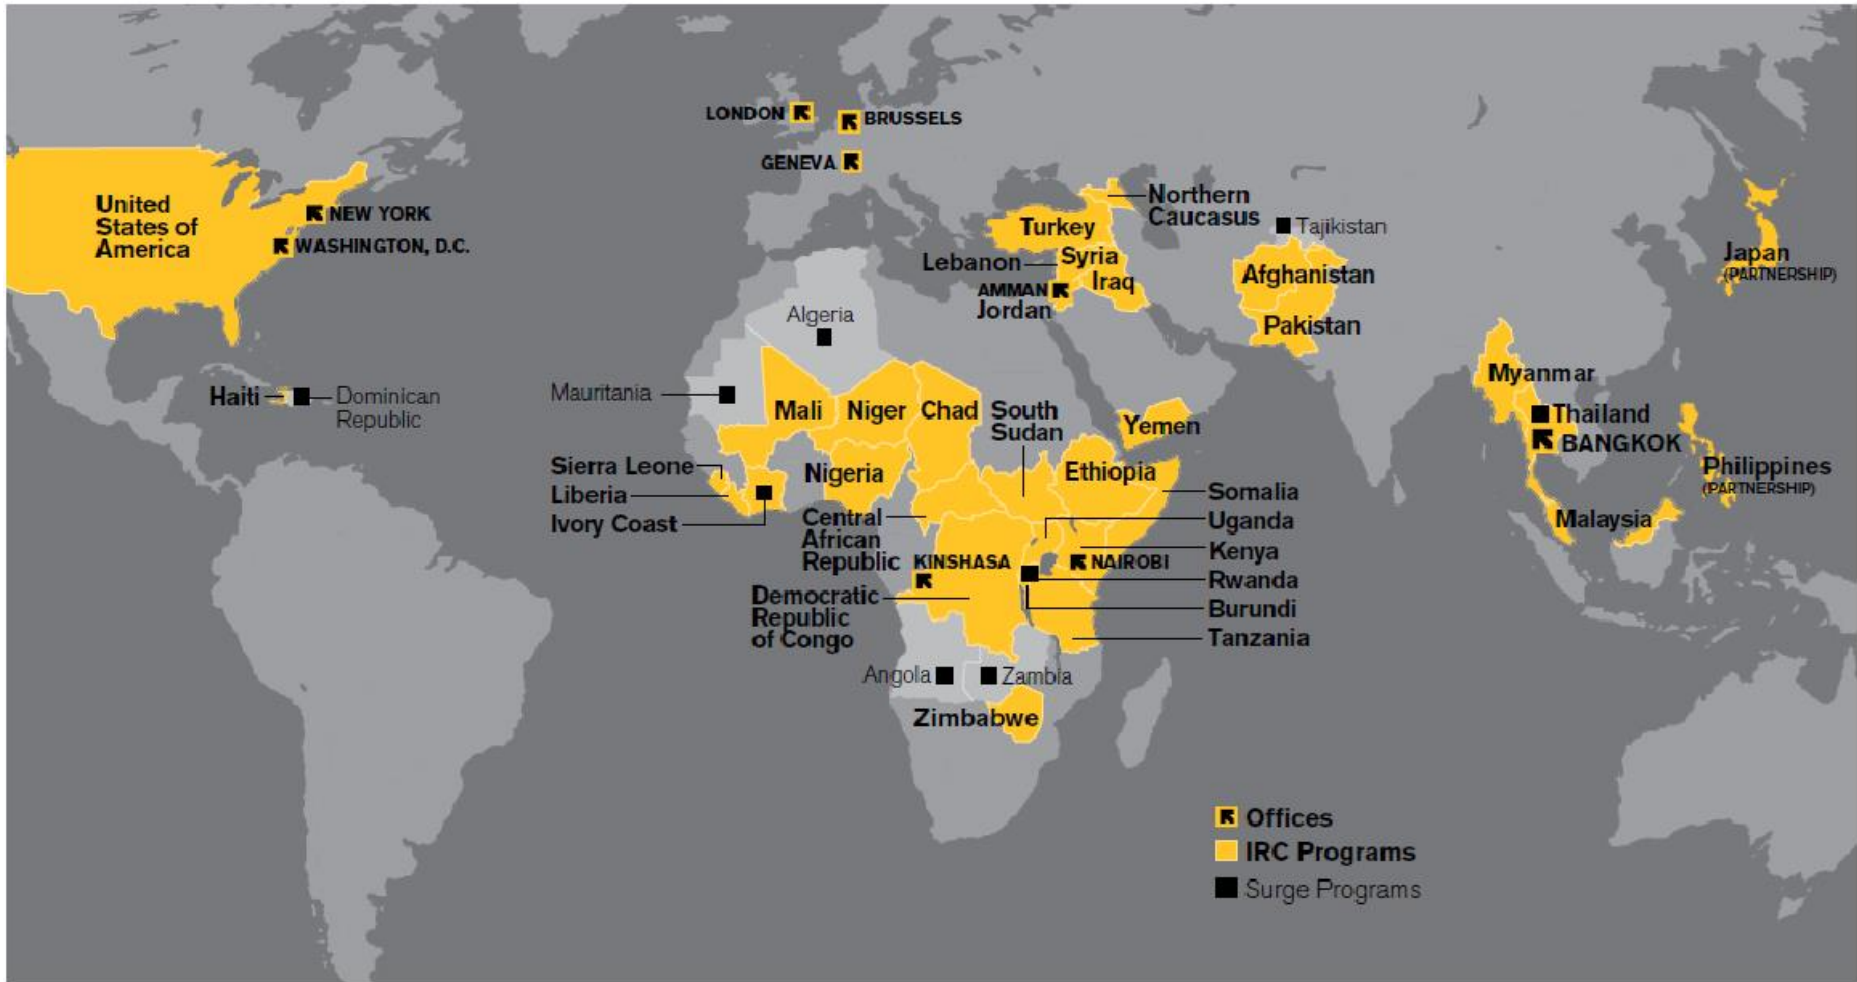 LONDON
BRUSSELS
GENEVA
United
States of
America
NEW YORK
WASHINGTON, D.C.
Northern
Caucasus
Turkey
Tajikistan
Lebanon
Syria
Iraq
AMMAN
Jordan
Afghanistan
Pakistan
Japan
(PARTNERSHIP)
Algeria
Haiti
Dominican
Republic
Mauritania
Mali
Niger
Chad
South
Sudan
Yemen
Myanmar
Thailand
BANGKOK
Philippines
(PARTNERSHIP)
Malaysia
Sierra Leone
Liberia
Ivory Coast
Nigeria
Ethiopia
Somalia
Uganda
Kenya
Rwanda
Burundi
Tanzania
Central
African
Republic
KINSHASA
NAIROBI
Democratic
Republic
of Congo
Angola
Zambia
Zimbabwe
Offices
IRC Programs
Surge Programs